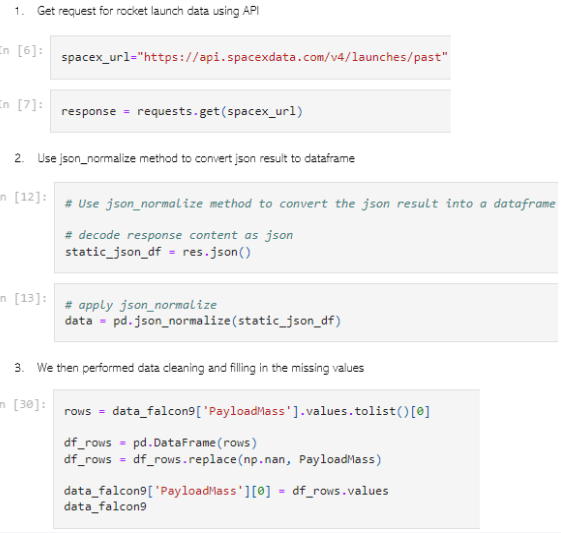 1. Get request for rocket launch data using API
In [6]: spacex_url="https://api.spacexdata.com/v4/launches/past"
In [7]: response = requests.get(spacex_url)
2. Use json_normalize method to convert json result to dataframe
n [12]: # Use json_normalize method to convert the json result into a dataframe
# decode response content as json
static_json_df = res.json()
n [13]: # apply json_normalize
data = pd.json_normalize(static_json_df)
3. We then performed data cleaning and filling in the missing values
n [30]: rows = data_falcon9['PayloadMass'].values.tolist()[0]
df_rows = pd.DataFrame(rows)
df_rows = df_rows.replace(np.nan, PayloadMass)
data_falcon9['PayloadMass'][0] = df_rows.values
data_falcon9